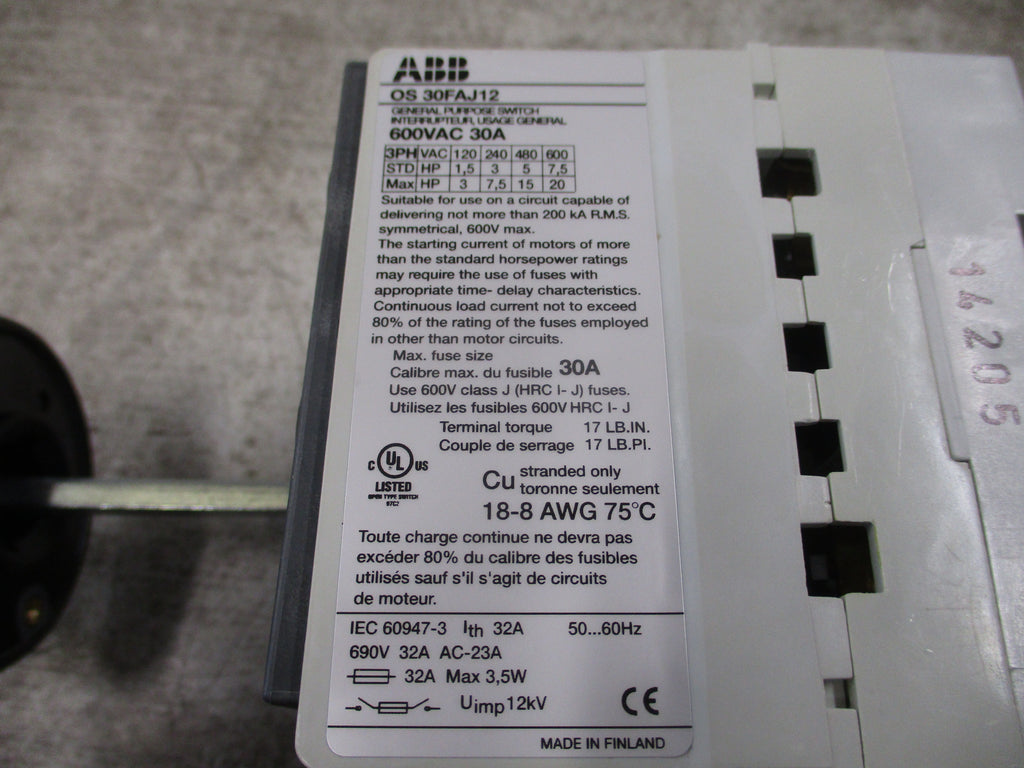 ABB
OS 30FAJ12
GENERAL PURPOSE SWITCH
INTERRUPTEUR, USAGE GENERAL
600VAC 30A
3PH VAC 120 240 480 600
STD HP 1,5 3 5 7,5
Max HP 3 7,5 15 20
Suitable for use on a circuit capable of
delivering not more than 200 kA R.M.S.
symmetrical, 600V max.
The starting current of motors of more
than the standard horsepower ratings
may require the use of fuses with
appropriate time- delay characteristics.
Continuous load current not to exceed
80% of the rating of the fuses employed
in other than motor circuits.
Max. fuse size
Calibre max. du fusible 30A
Use 600V class J (HRC I- J) fuses.
Utilisez les fusibles 600V HRC I- J
Terminal torque 17 LB.IN.
Couple de serrage 17 LB.PI.
C UL US
LISTED
OPEN TYPE SWITCH
97C2
Cu stranded only
toronne seulement
18-8 AWG 75°C
Toute charge continue ne devra pas
excéder 80% du calibre des fusibles
utilisés sauf s'il s'agit de circuits
de moteur.
IEC 60947-3 Ith 32A 50...60Hz
690V 32A AC-23A
32A Max 3,5W
Uimp 12kV CE
MADE IN FINLAND
14205